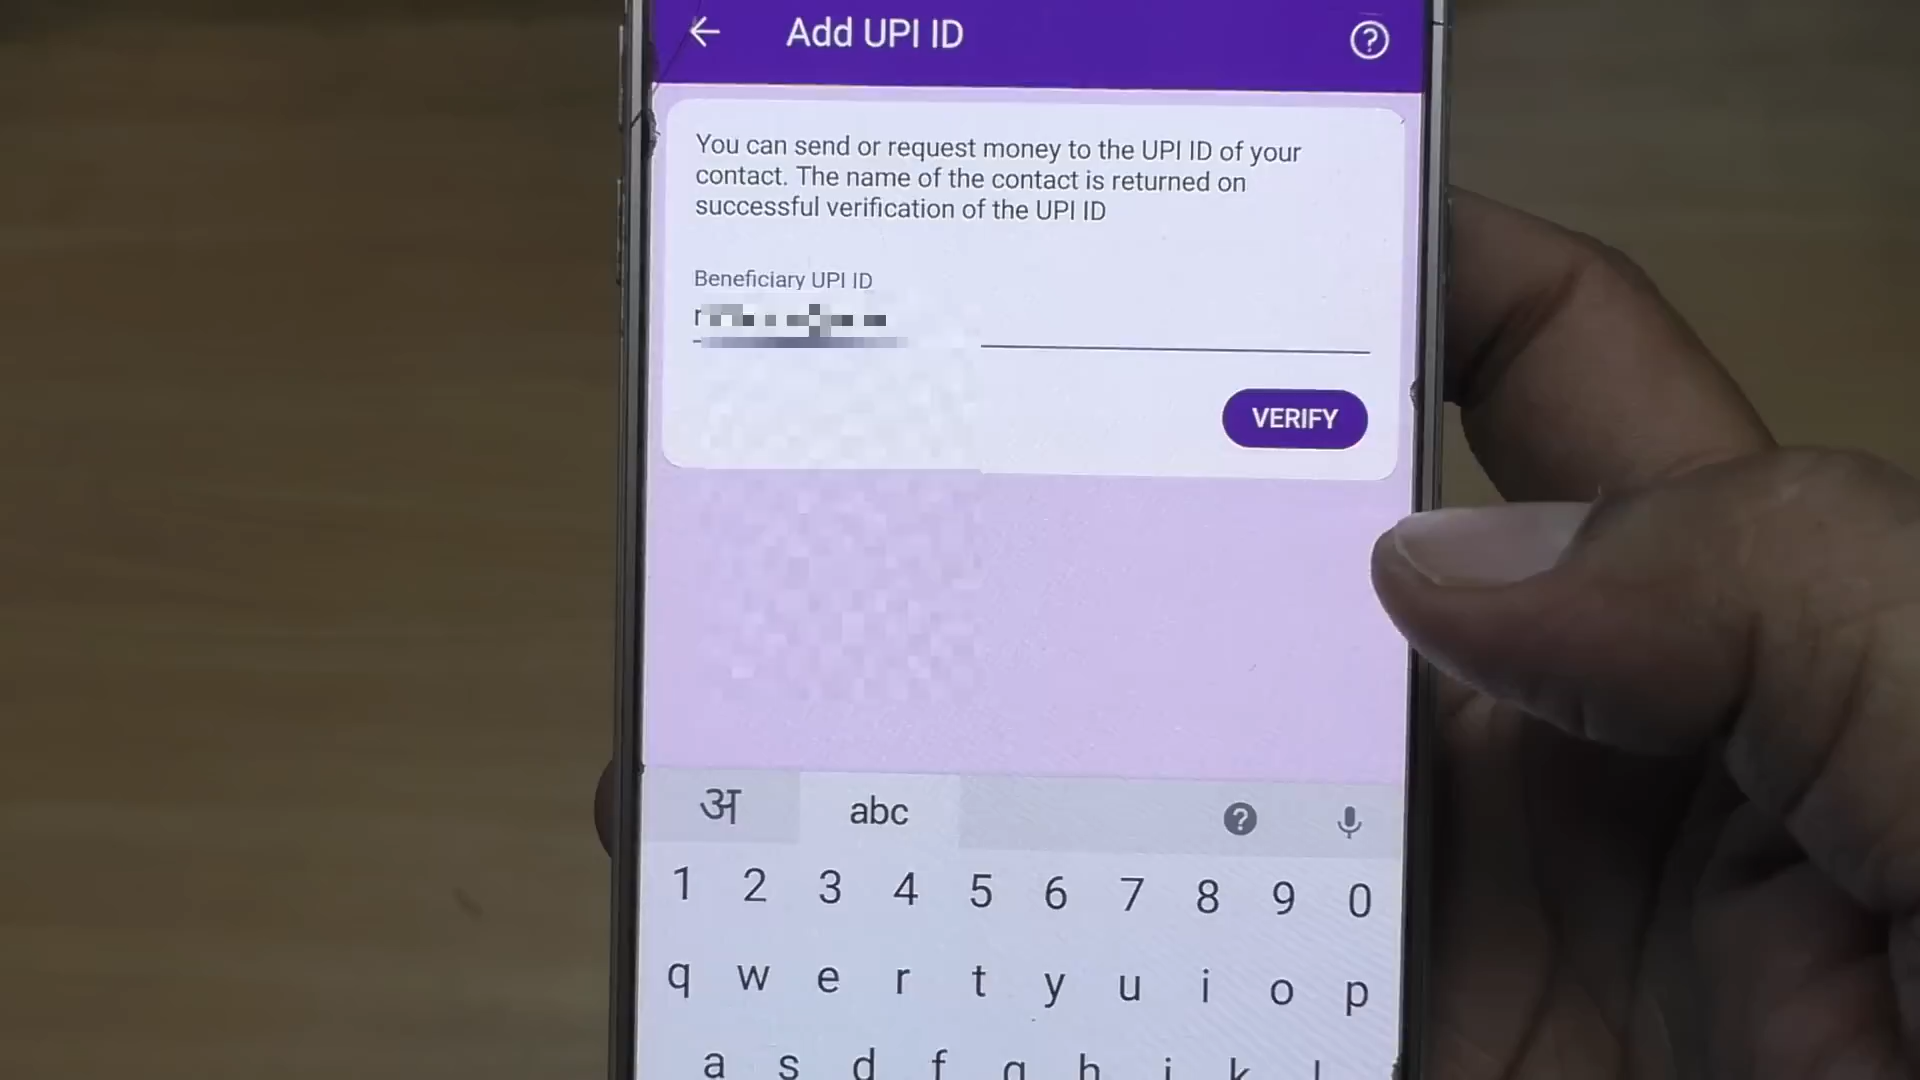 Add UPI ID
You can send or request money to the UPI ID of your
contact. The name of the contact is returned on
successful verification of the UPI ID
Beneficiary UPI ID
VERIFY
अ abc
1 2 3 4 5 6 7 8 9 0
q w e r t y u i o p
a s d f g h j k l